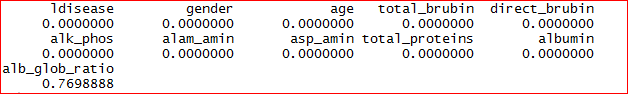 ldisease gender age total_brubin direct_brubin
0.0000000 0.0000000 0.0000000 0.0000000 0.0000000
alk_phos alam_amin asp_amin total_proteins albumin
0.0000000 0.0000000 0.0000000 0.0000000 0.0000000
alb_glob_ratio
0.7698888